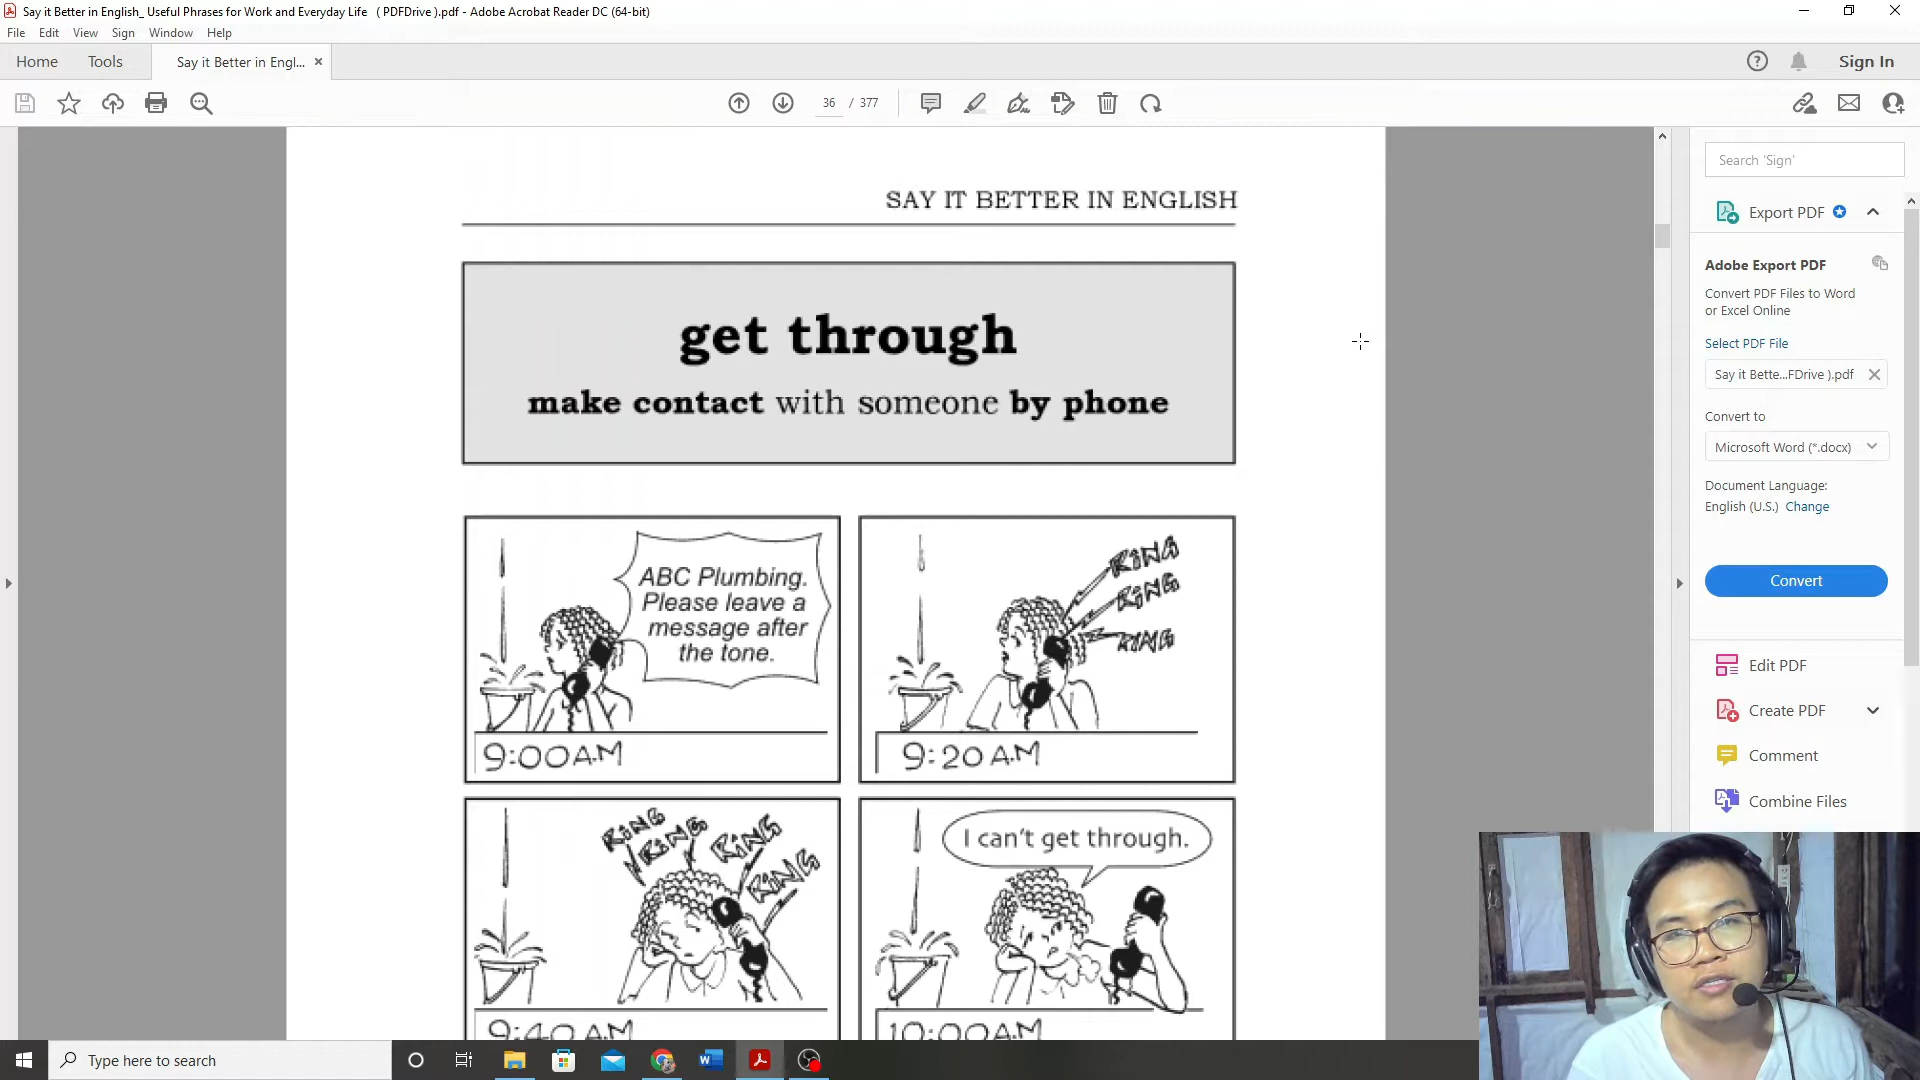 Say it Better in English_ Useful Phrases for Work and Everyday Life ( PDFDrive ).pdf - Adobe Acrobat Reader DC (64-bit)
File Edit View Sign Window Help
Home Tools Say it Better in Engl... × Sign In
36 / 377
SAY IT BETTER IN ENGLISH
get through
make contact with someone by phone
ABC Plumbing.
Please leave a
message after
the tone.
9:00 A.M
RING
RING
RING
9:20 A.M
RING
RING
RING
RING
9:40 A.M
I can't get through.
10:00 A.M
Search 'Sign'
Export PDF
Adobe Export PDF
Convert PDF Files to Word
or Excel Online
Select PDF File
Say it Bette...FDrive ).pdf
Convert to
Microsoft Word (*.docx)
Document Language:
English (U.S.) Change
Convert
Edit PDF
Create PDF
Comment
Combine Files
Type here to search